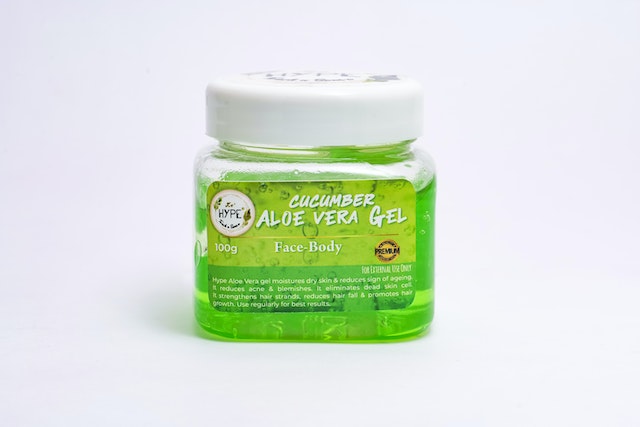 HYPE
CUCUMBER
ALOE VERA GEL
HYPE
100g
Face-Body
PREMIUM
FOR EXTERNAL USE ONLY
Hype Aloe Vera gel moistures dry skin & reduces sign of ageing.
It reduces acne & blemishes. It eliminates dead skin cell.
It strengthens hair strands, reduces hair fall & promotes hair
growth. Use regularly for best results.